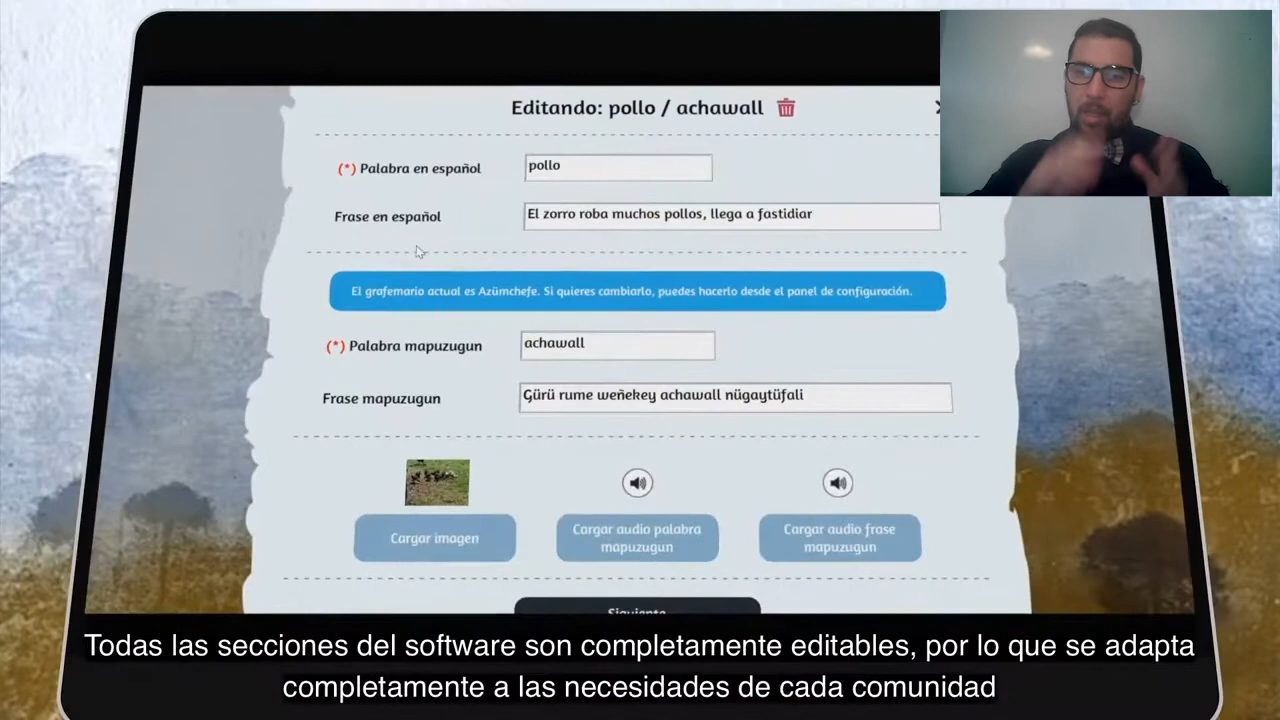 Editando: pollo / achawall
(*) Palabra en español
pollo
Frase en español
El zorro roba muchos pollos, llega a fastidiar
El grafemario actual es Azümchefe. Si quieres cambiarlo, puedes hacerlo desde el panel de configuración.
(*) Palabra mapuzugun
achawall
Frase mapuzugun
Gürü rume weñekey achawall nügaytüfali
Cargar imagen
Cargar audio palabra
mapuzugun
Cargar audio frase
mapuzugun
Siguiente
Todas las secciones del software son completamente editables, por lo que se adapta
completamente a las necesidades de cada comunidad